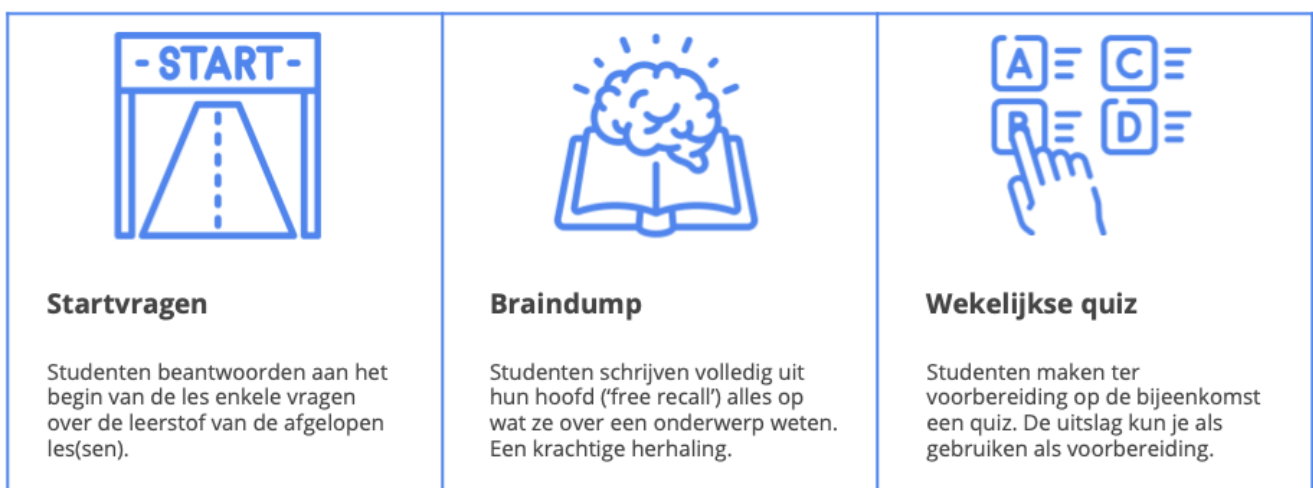 - START -
A
C
B
D
Startvragen
Studenten beantwoorden aan het
begin van de les enkele vragen
over de leerstof van de afgelopen
les(sen).
Braindump
Studenten schrijven volledig uit
hun hoofd (‘free recall’) alles op
wat ze over een onderwerp weten.
Een krachtige herhaling.
Wekelijkse quiz
Studenten maken ter
voorbereiding op de bijeenkomst
een quiz. De uitslag kun je als
gebruiken als voorbereiding.